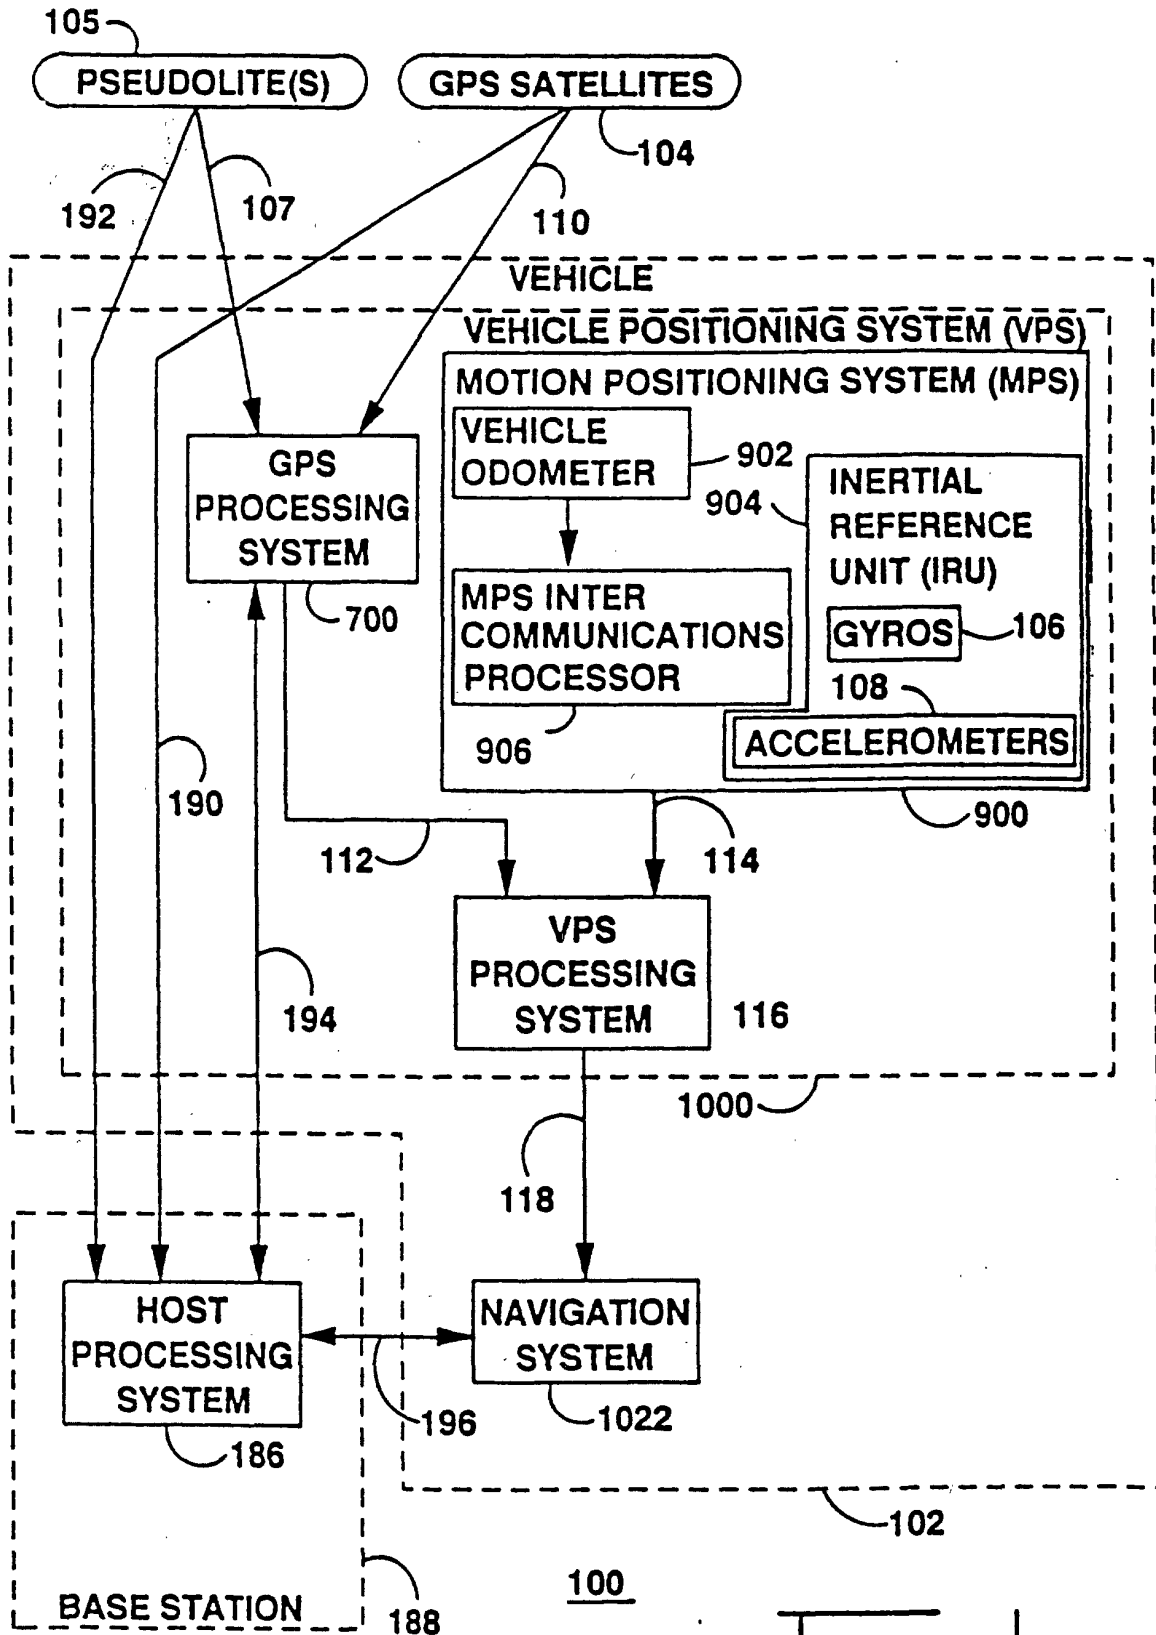 105
PSEUDOLITE(S)
GPS SATELLITES
104
192
107
110
VEHICLE
VEHICLE POSITIONING SYSTEM (VPS)
MOTION POSITIONING SYSTEM (MPS)
VEHICLE
ODOMETER
902
904
INERTIAL
REFERENCE
UNIT (IRU)
GPS
PROCESSING
SYSTEM
700
MPS INTER
COMMUNICATIONS
PROCESSOR
906
GYROS
106
108
ACCELEROMETERS
900
190
112
114
VPS
PROCESSING
SYSTEM
116
194
1000
118
HOST
PROCESSING
SYSTEM
186
NAVIGATION
SYSTEM
196
1022
102
BASE STATION
188
100